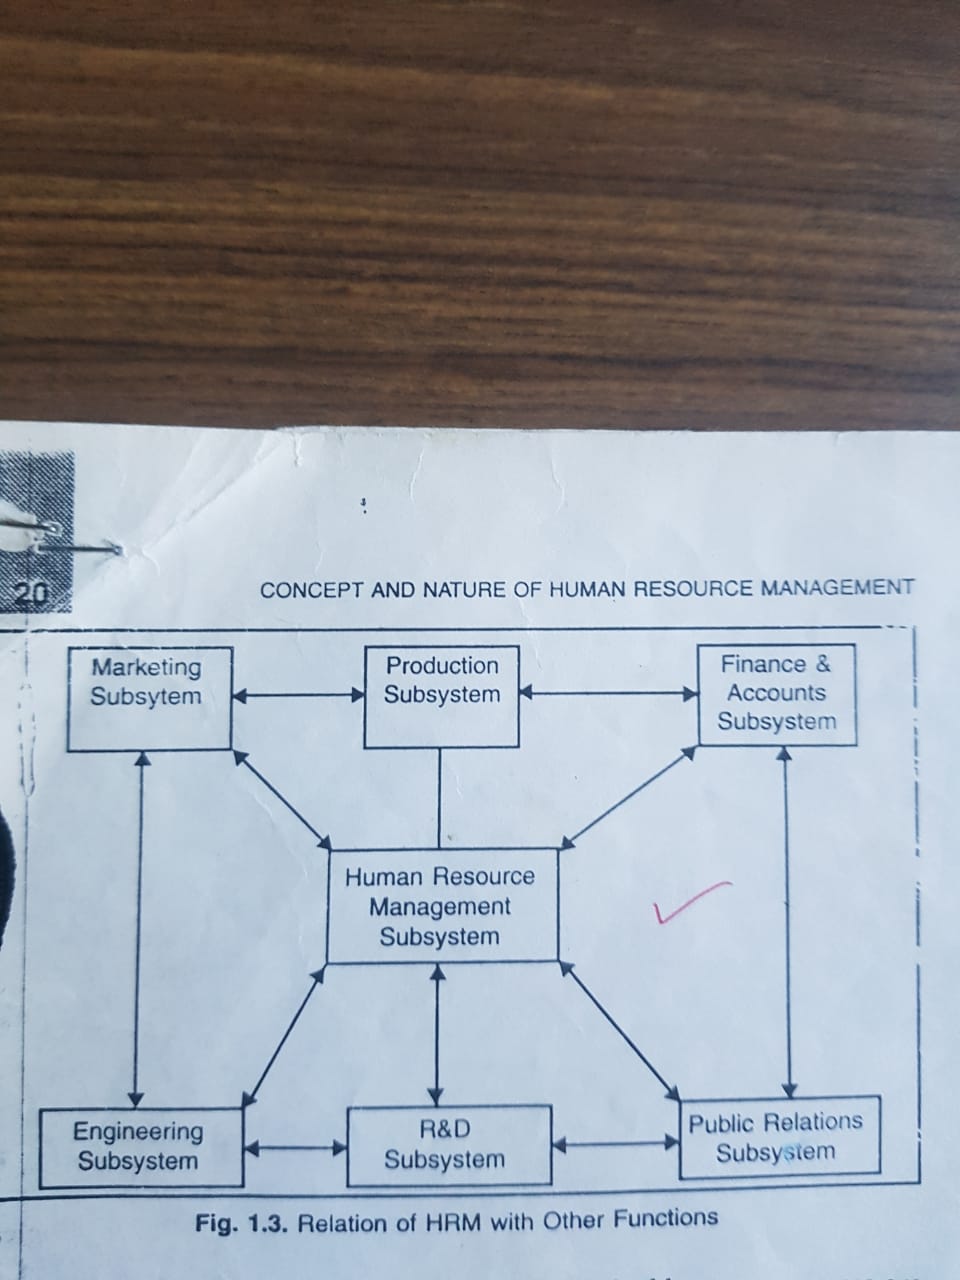 20
CONCEPT AND NATURE OF HUMAN RESOURCE MANAGEMENT
Marketing
Subsytem
Production
Subsystem
Finance &
Accounts
Subsystem
Human Resource
Management
Subsystem
Engineering
Subsystem
R&D
Subsystem
Public Relations
Subsystem
Fig. 1.3. Relation of HRM with Other Functions